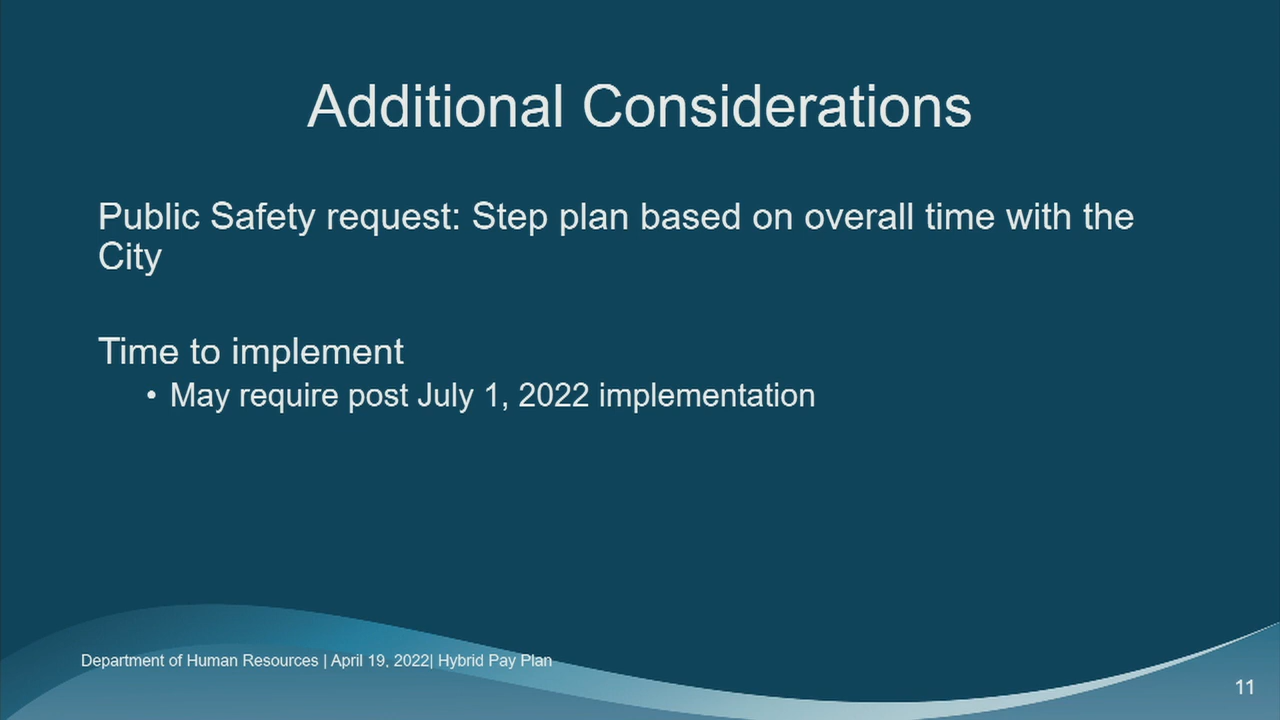 Additional Considerations
Public Safety request: Step plan based on overall time with the
City
Time to implement
• May require post July 1, 2022 implementation
Department of Human Resources | April 19, 2022| Hybrid Pay Plan
11